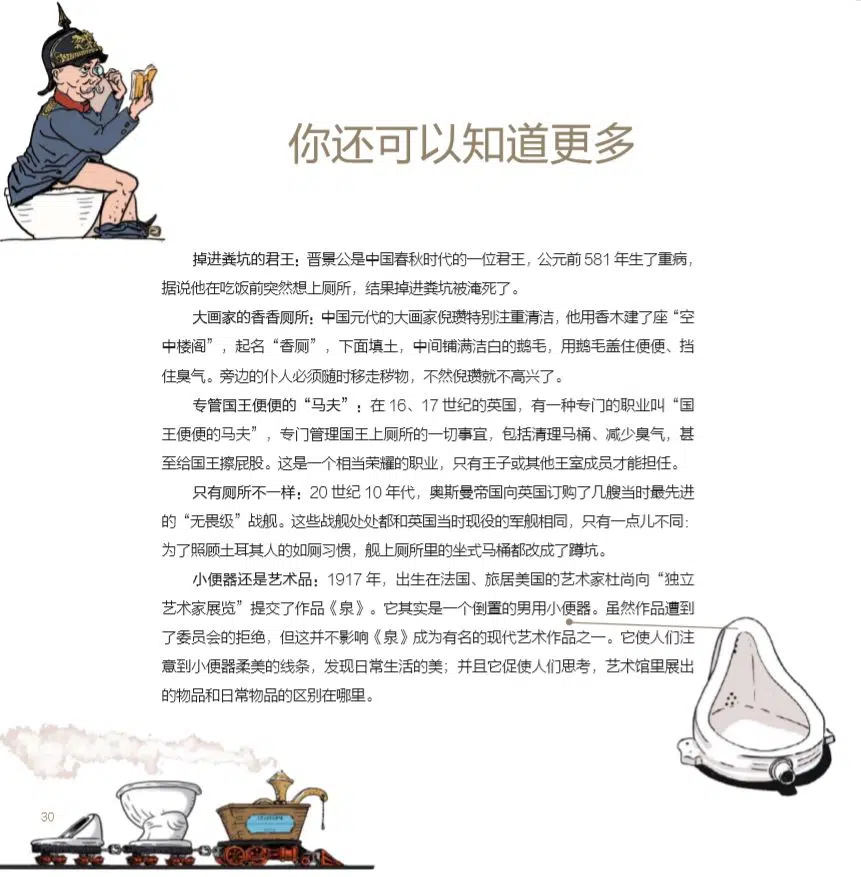 你还可以知道更多
掉进粪坑的君王：晋景公是中国春秋时代的一位君王，公元前581年生了重病，
据说他在吃饭前突然想上厕所，结果掉进粪坑被淹死了。
大画家的香香厕所：中国元代的大画家倪瓒特别注重清洁，他用香木建了座“空
中楼阁”，起名“香厕”，下面填土，中间铺满洁白的鹅毛，用鹅毛盖住便便、挡
住臭气。旁边的仆人必须随时移走秽物，不然倪瓒就不高兴了。
专管国王便便的“马夫”：在16、17世纪的英国，有一种专门的职业叫“国
王便便的马夫”，专门管理国王上厕所的一切事宜，包括清理马桶、减少臭气，甚
至给国王擦屁股。这是一个相当荣耀的职业，只有王子或其他王室成员才能担任。
只有厕所不一样：20世纪10年代，奥斯曼帝国向英国订购了几艘当时最先进
的“无畏级”战舰。这些战舰处处都和英国当时现役的军舰相同，只有一点儿不同：
为了照顾土耳其人的如厕习惯，舰上厕所里的坐式马桶都改成了蹲坑。
小便器还是艺术品：1917年，出生在法国、旅居美国的艺术家杜尚向“独立
艺术家展览”提交了作品《泉》。它其实是一个倒置的男用小便器。虽然作品遭到
了委员会的拒绝，但这并不影响《泉》成为有名的现代艺术作品之一。它使人们注
意到小便器柔美的线条，发现日常生活的美；并且它促使人们思考，艺术馆里展出
的物品和日常物品的区别在哪里。
30